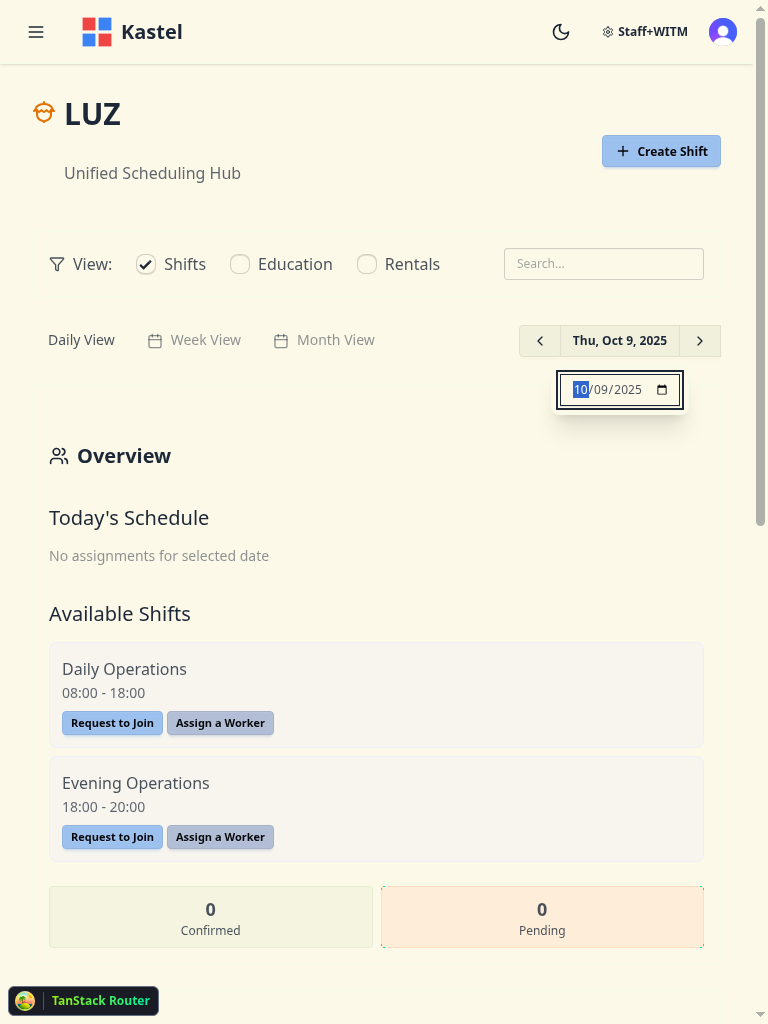 Kastel
Staff+WITM
LUZ
Create Shift
Unified Scheduling Hub
View:
Shifts
Education
Rentals
Search...
Daily View
Week View
Month View
Thu, Oct 9, 2025
10/09/2025
Overview
Today's Schedule
No assignments for selected date
Available Shifts
Daily Operations
08:00 - 18:00
Request to Join
Assign a Worker
Evening Operations
18:00 - 20:00
Request to Join
Assign a Worker
0
Confirmed
0
Pending
TanStack Router